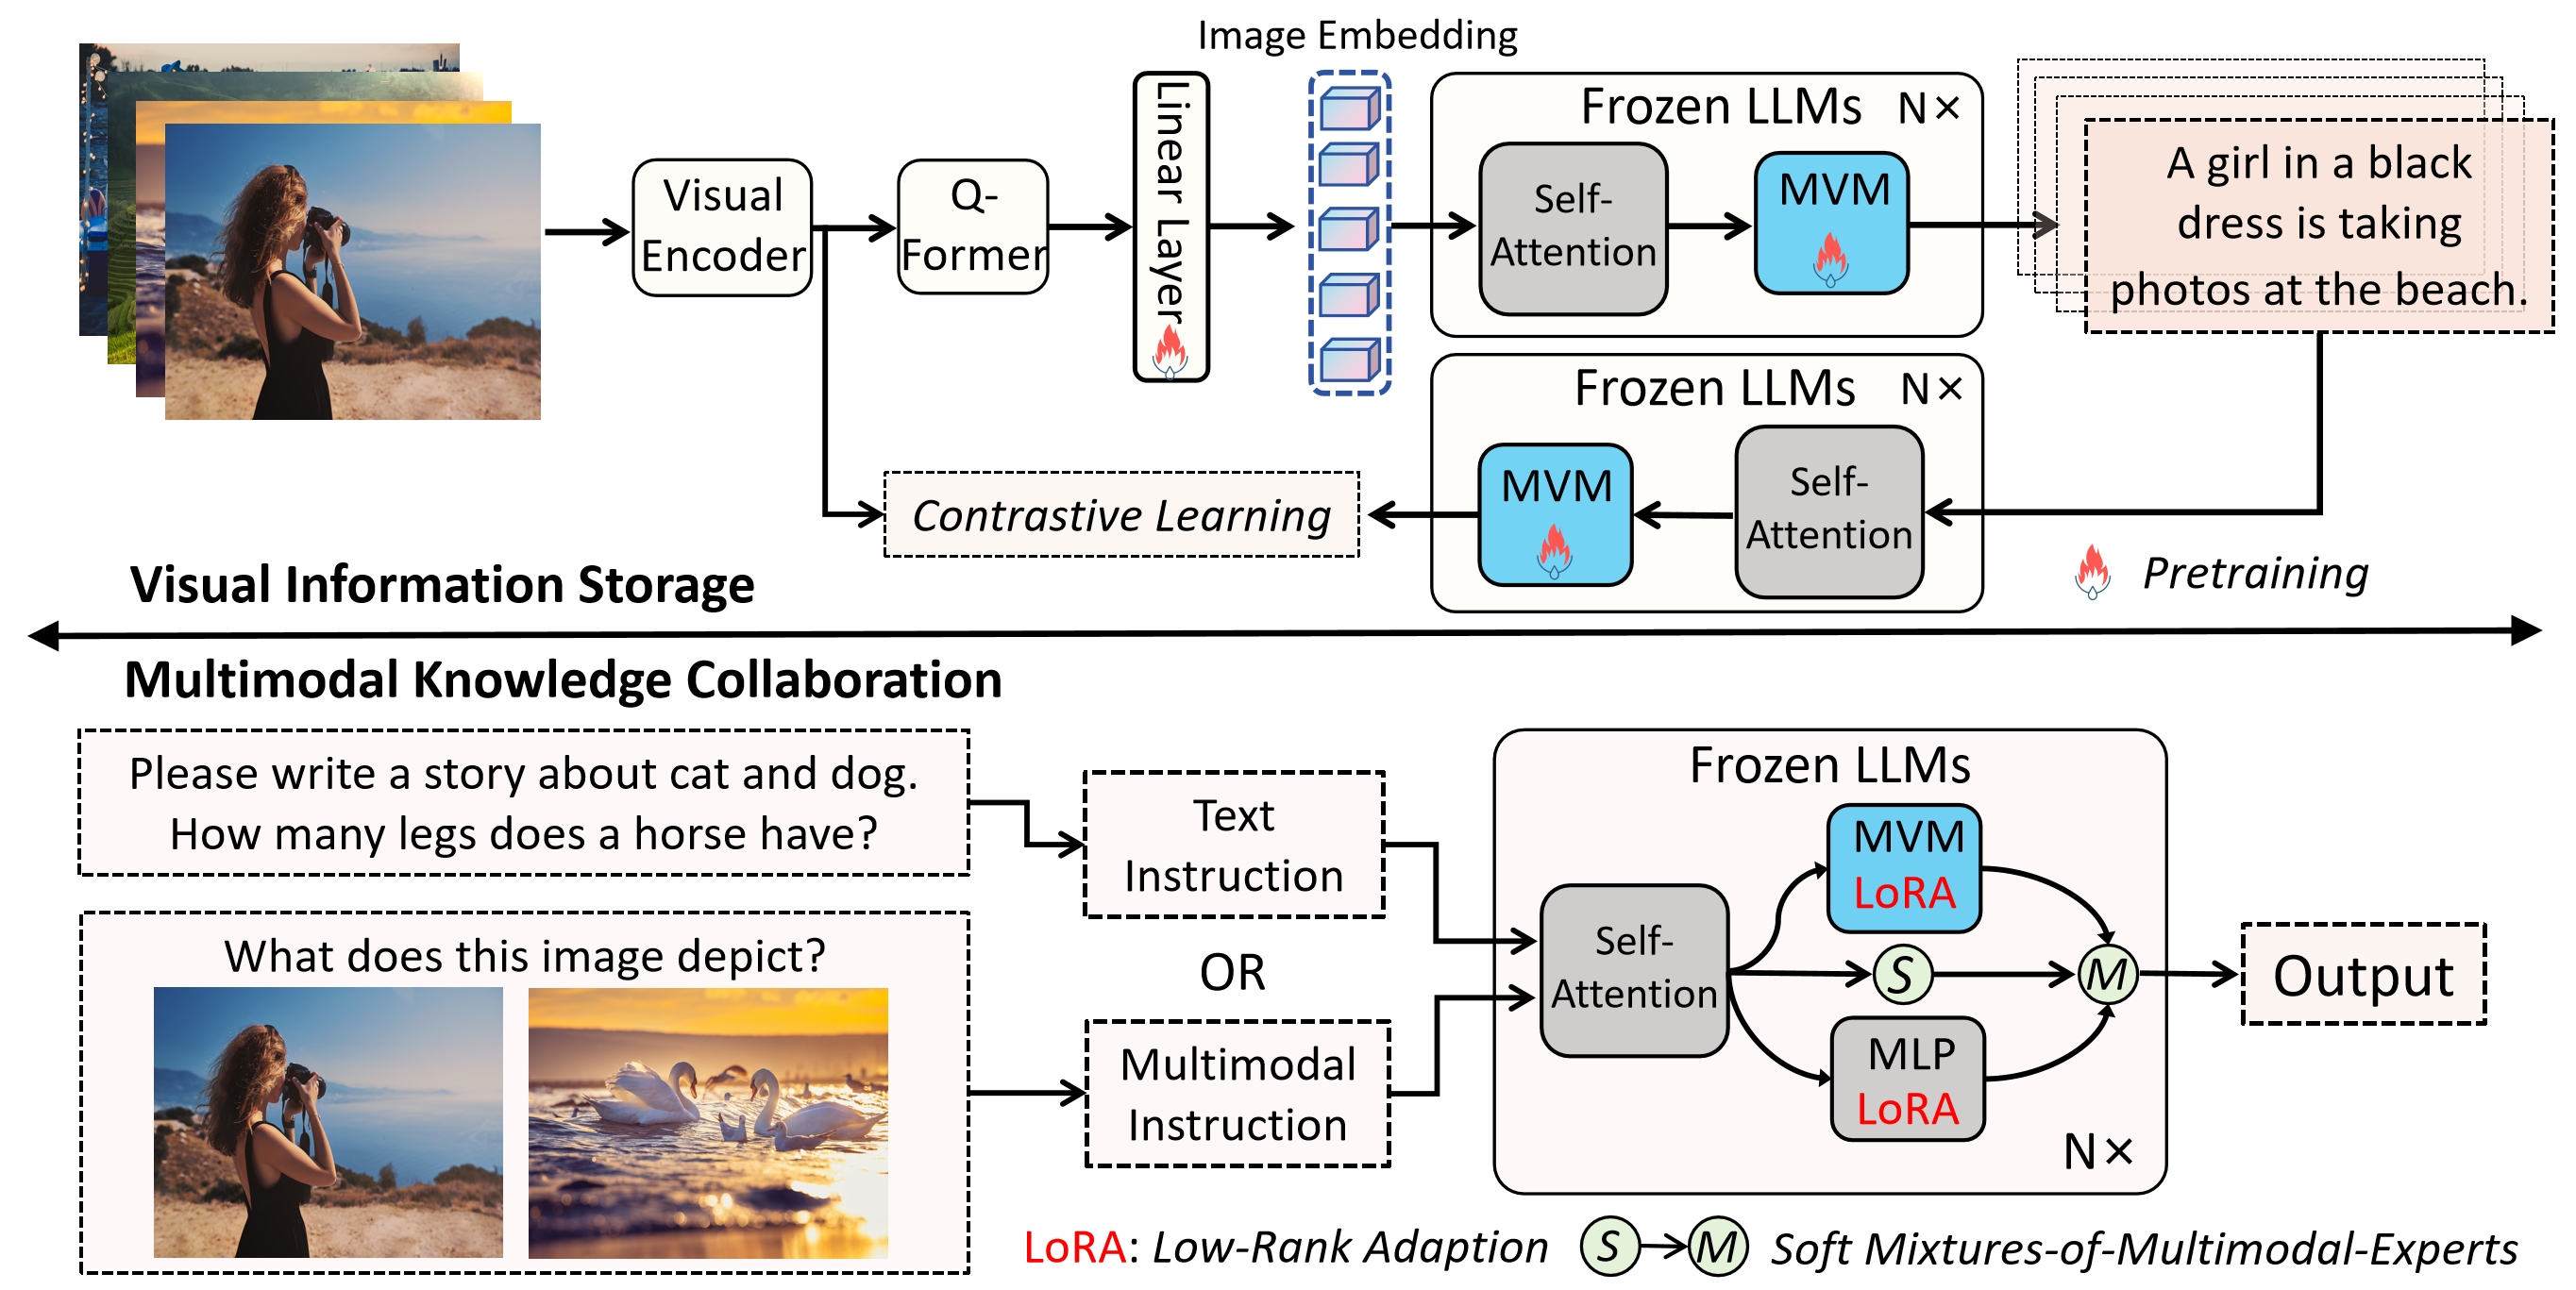 Image Embedding
Visual
Encoder
Q-
Former
Linear Layer
Frozen LLMs N×
Self-
Attention
MVM
A girl in a black
dress is taking
photos at the beach.
Frozen LLMs N×
MVM
Self-
Attention
Contrastive Learning
Pretraining
Visual Information Storage
Multimodal Knowledge Collaboration
Please write a story about cat and dog.
How many legs does a horse have?
What does this image depict?
Text
Instruction
OR
Multimodal
Instruction
Frozen LLMs
Self-
Attention
MVM
LoRA
S
M
MLP
LoRA
N×
Output
LoRA: Low-Rank Adaption
S M Soft Mixtures-of-Multimodal-Experts